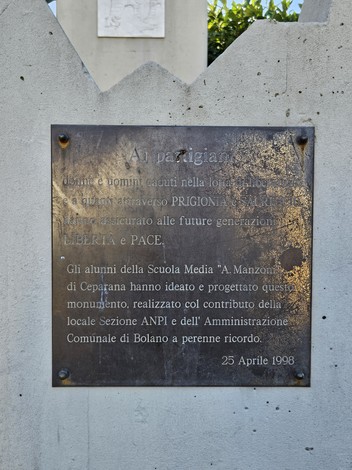 Ai partigiani
donne e uomini caduti nella lotta
e a quanti attraverso PRIGIONIA e SACRIFICI
hanno assicurato alle future generazioni
LIBERTÀ e PACE.
Gli alunni della Scuola Media "A. Manzoni"
di Ceparana hanno ideato e progettato questo
monumento, realizzato col contributo della
locale Sezione ANPI e dell' Amministrazione
Comunale di Bolano a perenne ricordo.
25 Aprile 1998